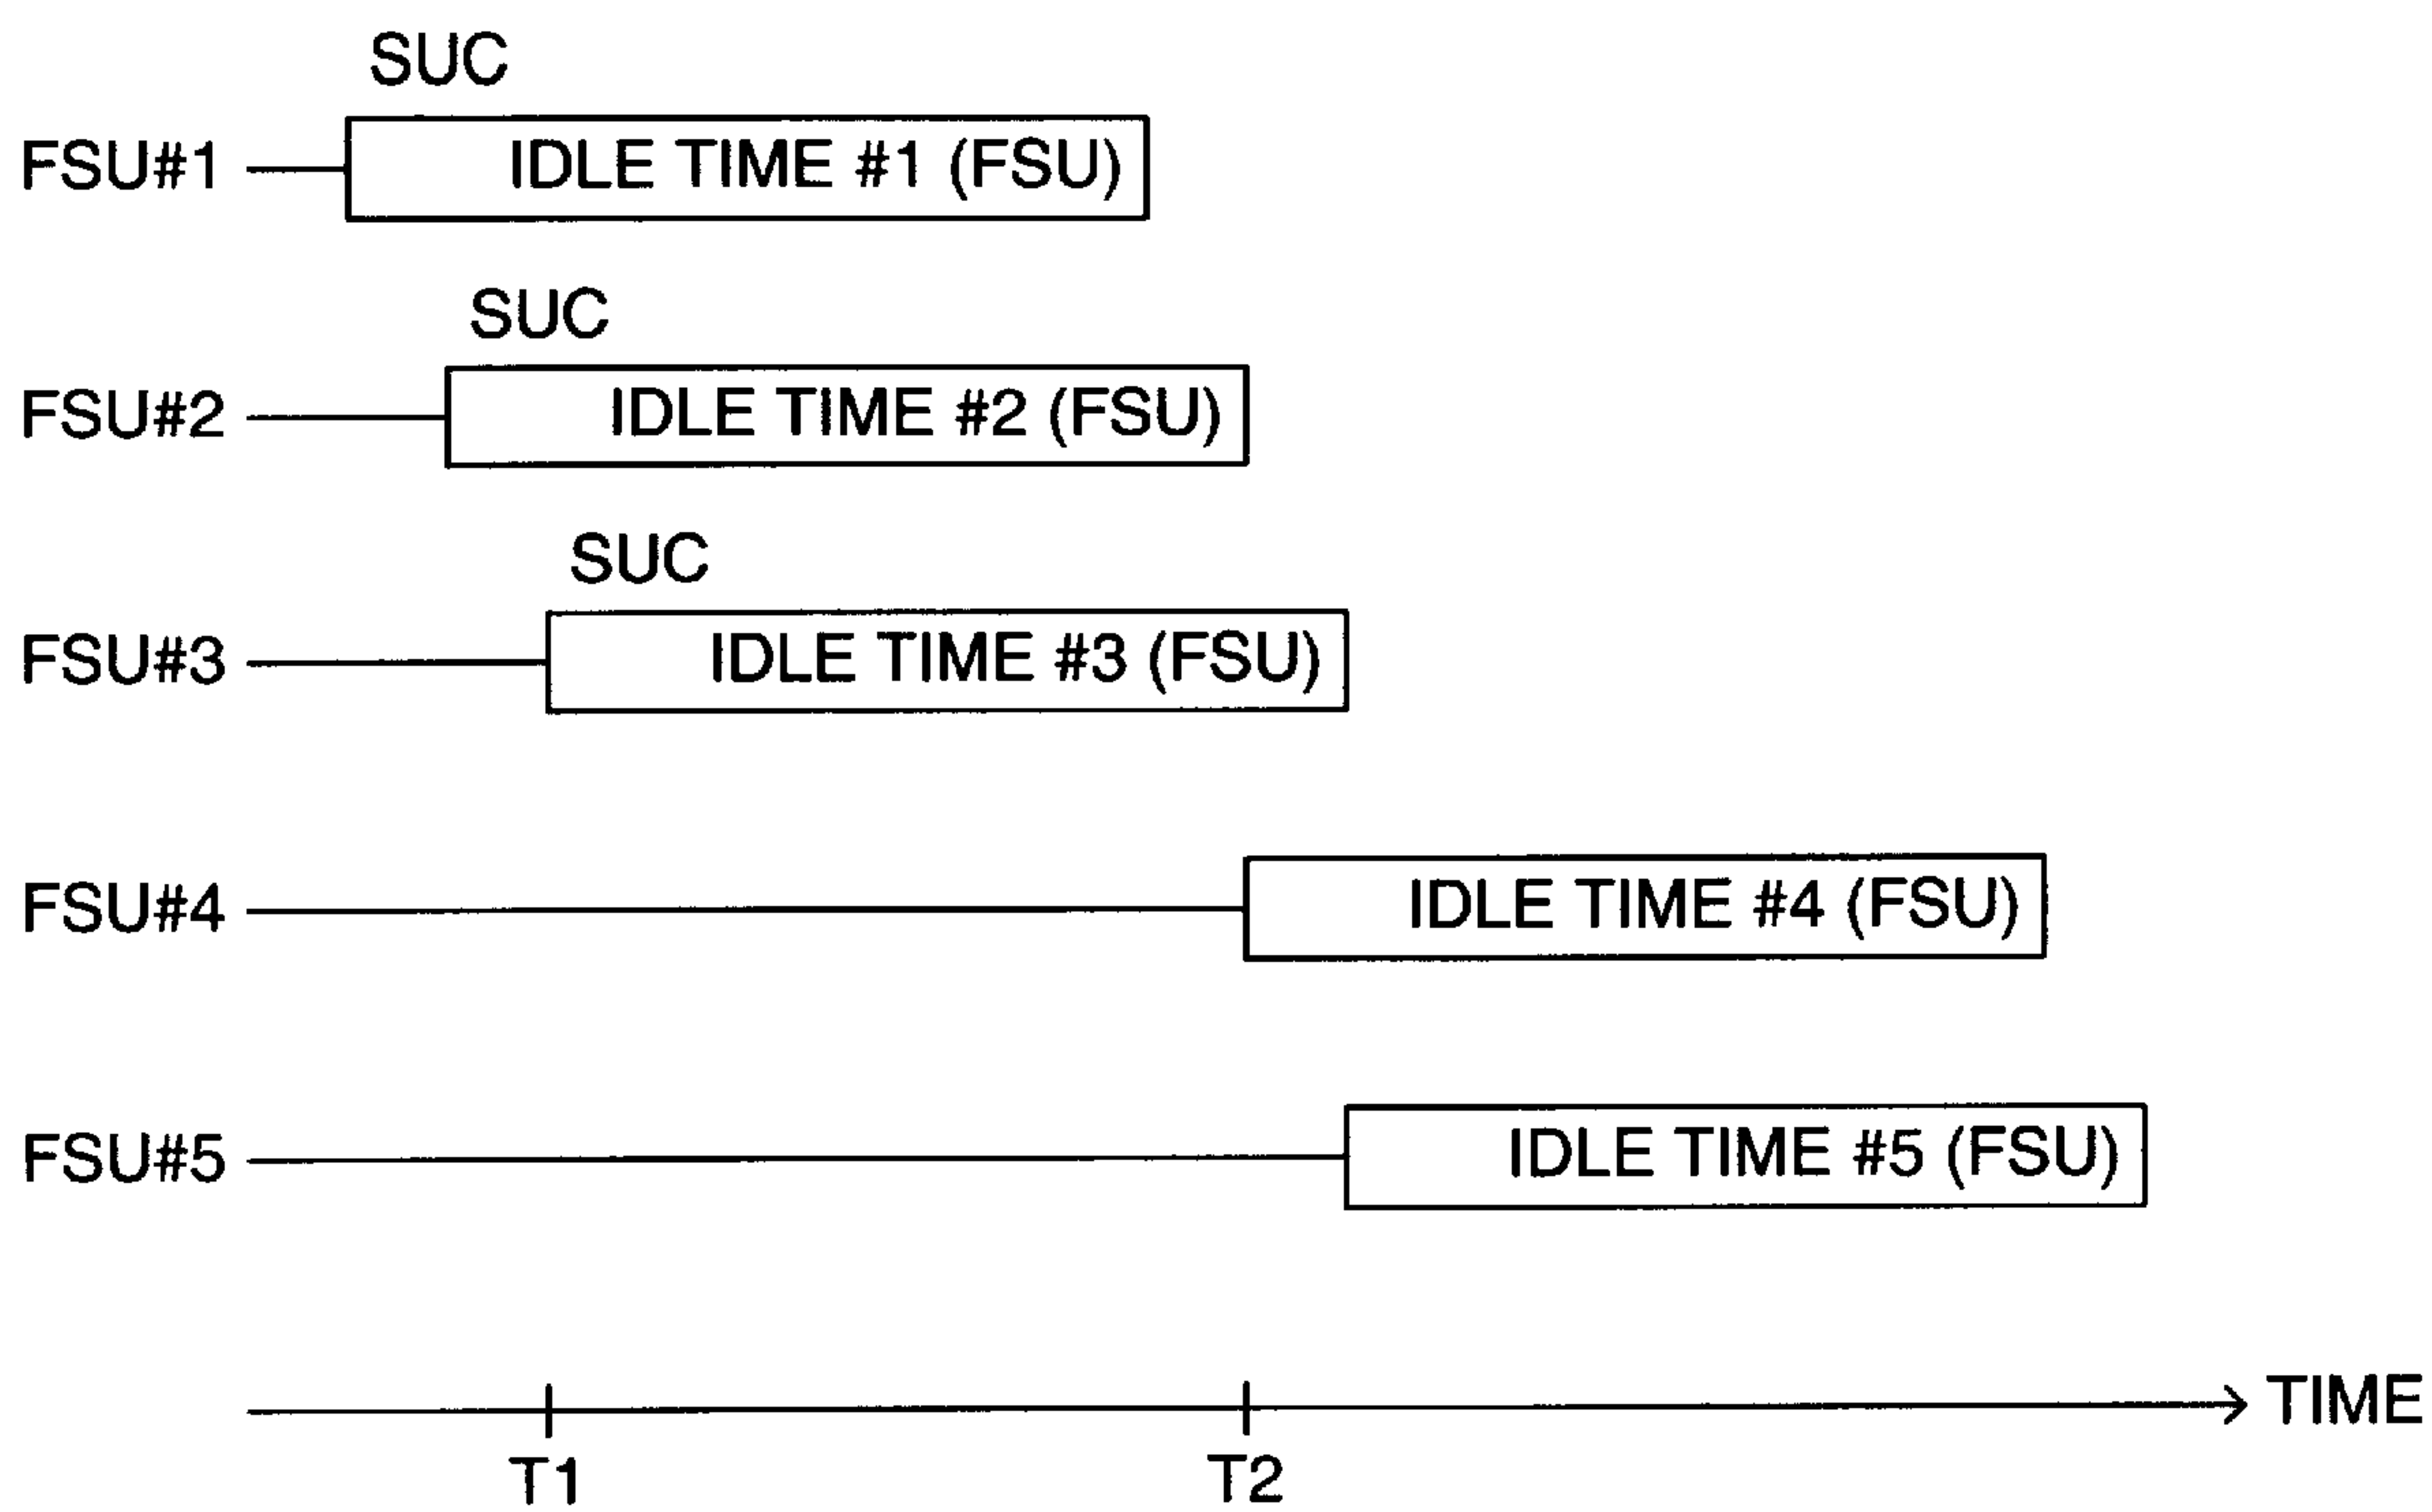 SUC
FSU#1 IDLE TIME #1 (FSU)
SUC
FSU#2 IDLE TIME #2 (FSU)
SUC
FSU#3 IDLE TIME #3 (FSU)
FSU#4 IDLE TIME #4 (FSU)
FSU#5 IDLE TIME #5 (FSU)
TIME
T1 T2